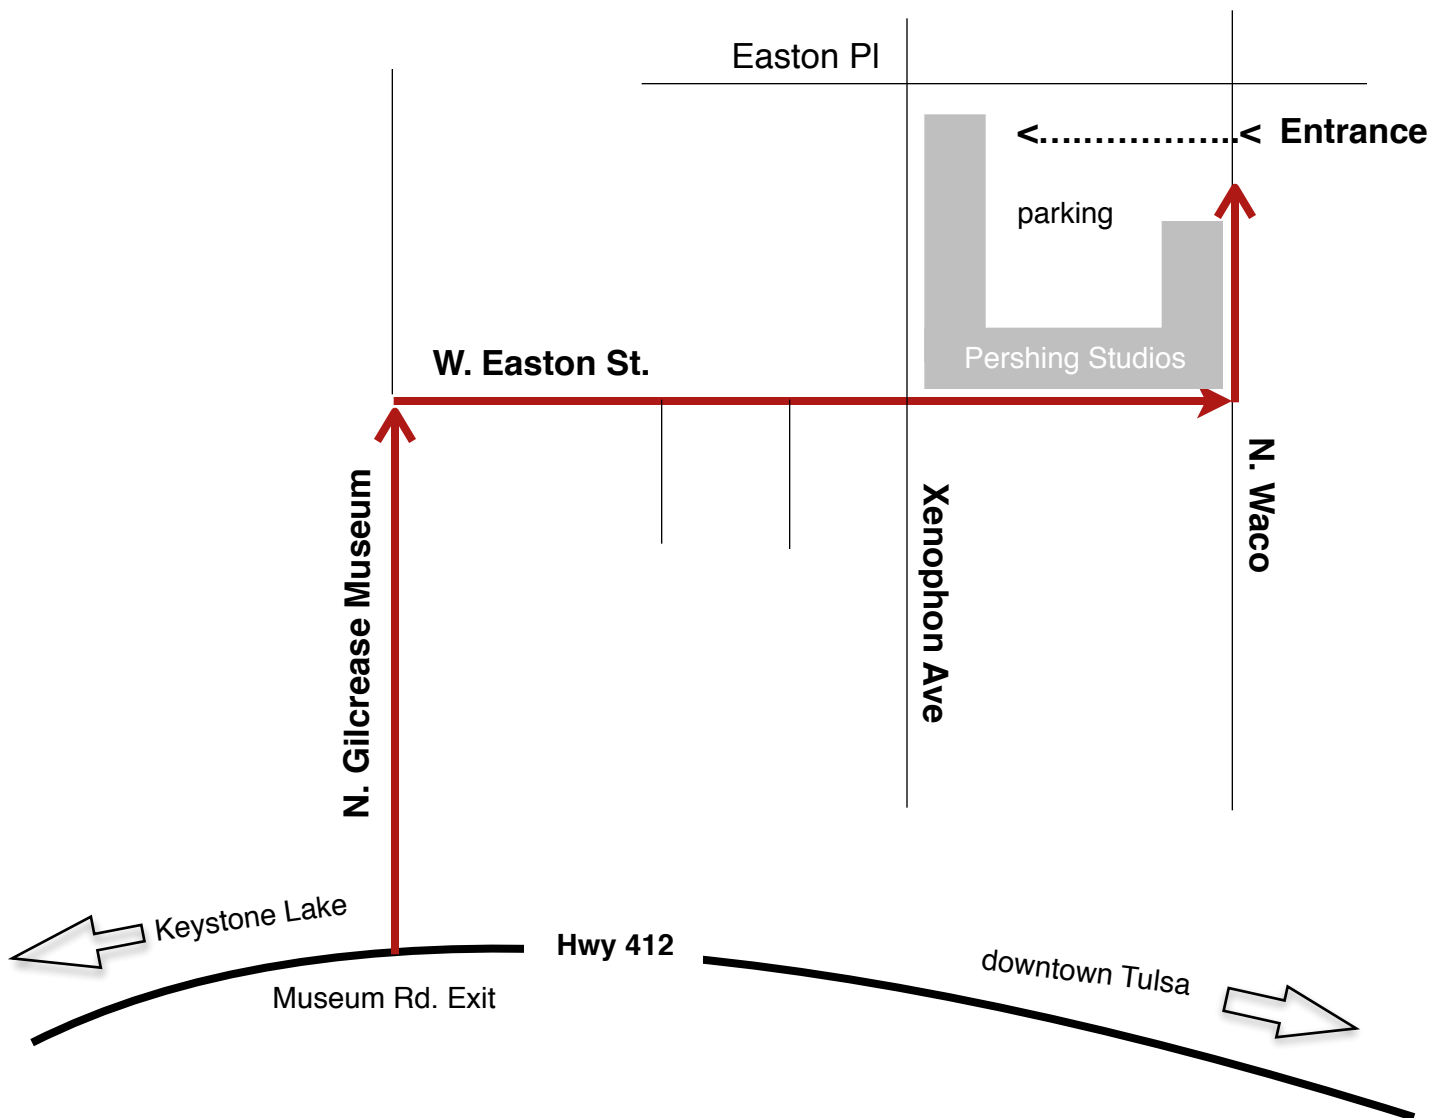 Easton Pl
<...................< Entrance
parking
Pershing Studios
W. Easton St.
N. Gilcrease Museum
Xenophon Ave
N. Waco
Keystone Lake
Hwy 412
downtown Tulsa
Museum Rd. Exit